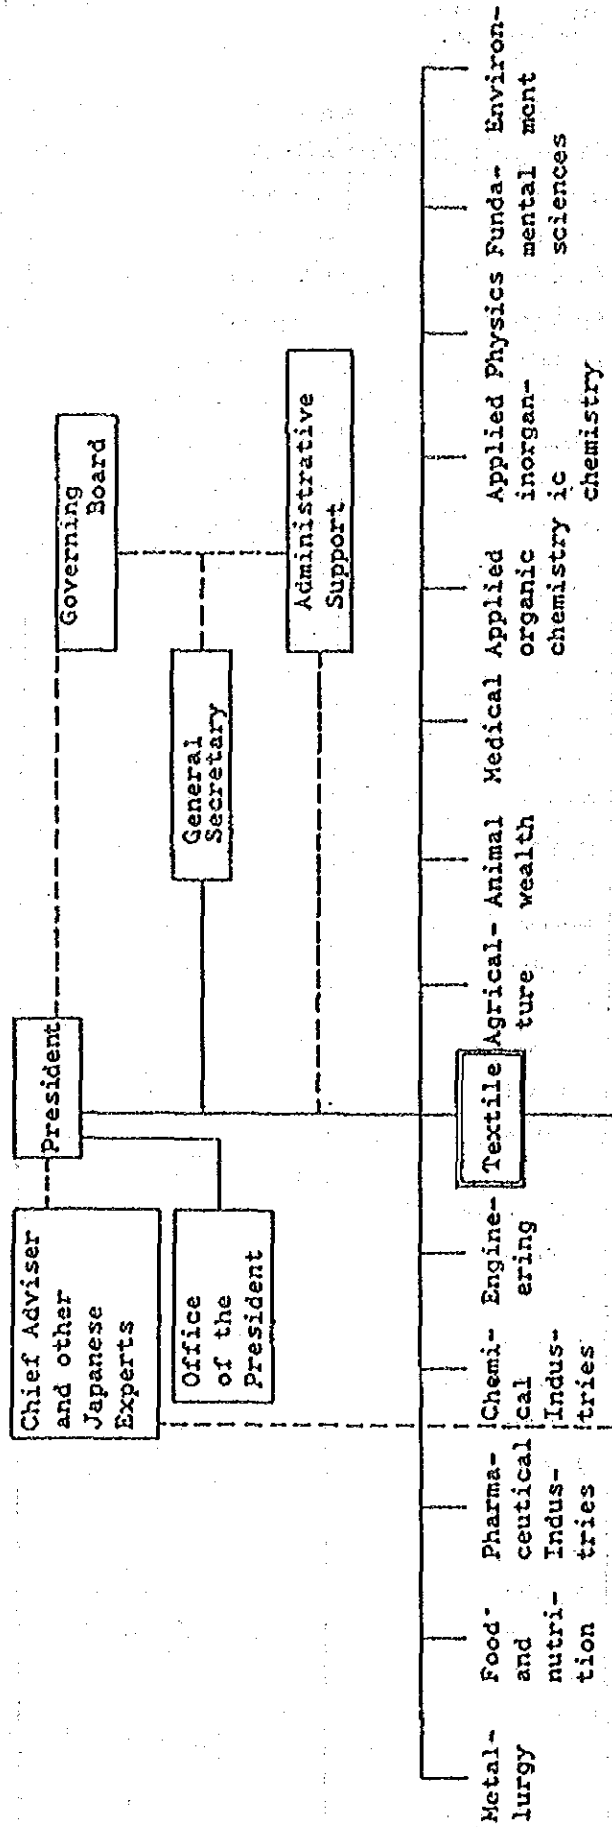 Chief Adviser
and other
Japanese
Experts
President
Governing
Board
Office
of the
President
General
Secretary
Administrative
Support
Metal-
lurgy
Food-
and
nutri-
tion
Pharma-
ceutical
Indus-
tries
Chemi-
cal
Indus-
tries
Engine-
ering
Textile
Agrical-
ture
Animal
wealth
Medical
Applied
organic
chemistry
Applied
inorgan-
ic
chemistry
Physics
Funda-
mental
sciences
Environ-
ment